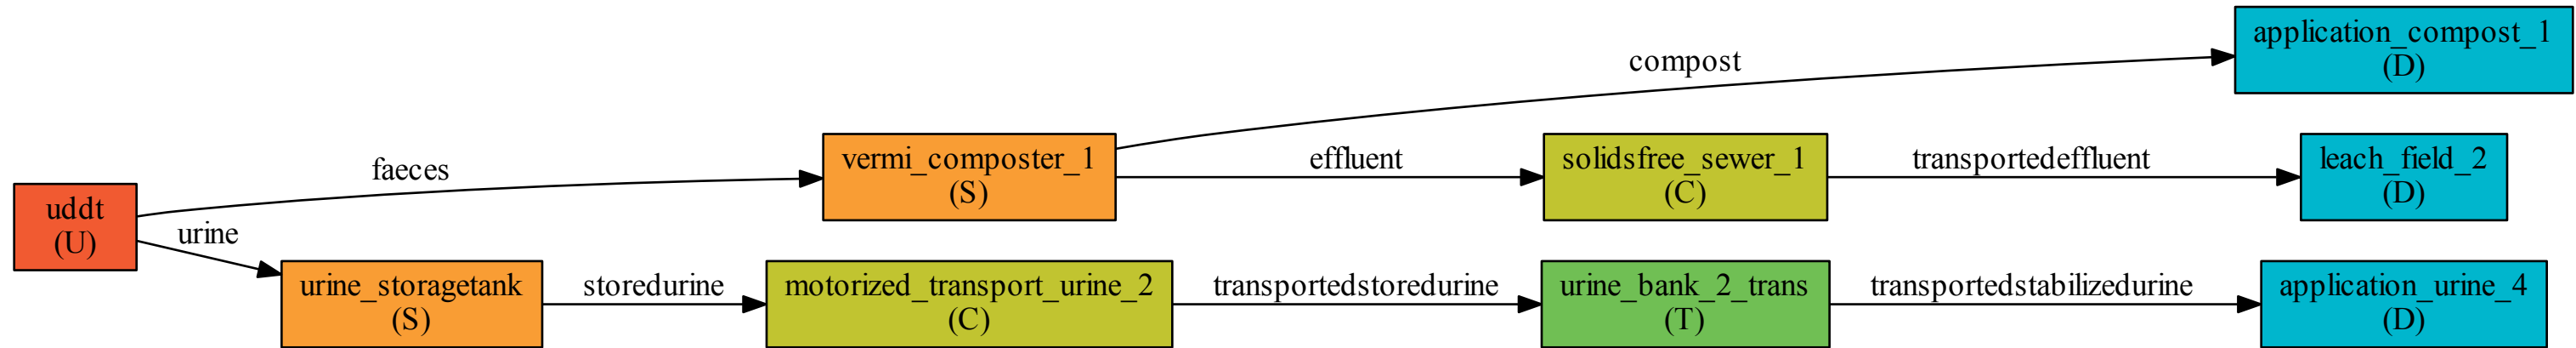 application_compost_1
(D)
compost
vermi_composter_1
(S)
effluent
solidsfree_sewer_1
(C)
transportedeffluent
leach_field_2
(D)
faeces
uddt
(U)
urine
urine_storagetank
(S)
storedurine
motorized_transport_urine_2
(C)
transportedstoredurine
urine_bank_2_trans
(T)
transportedstabilizedurine
application_urine_4
(D)